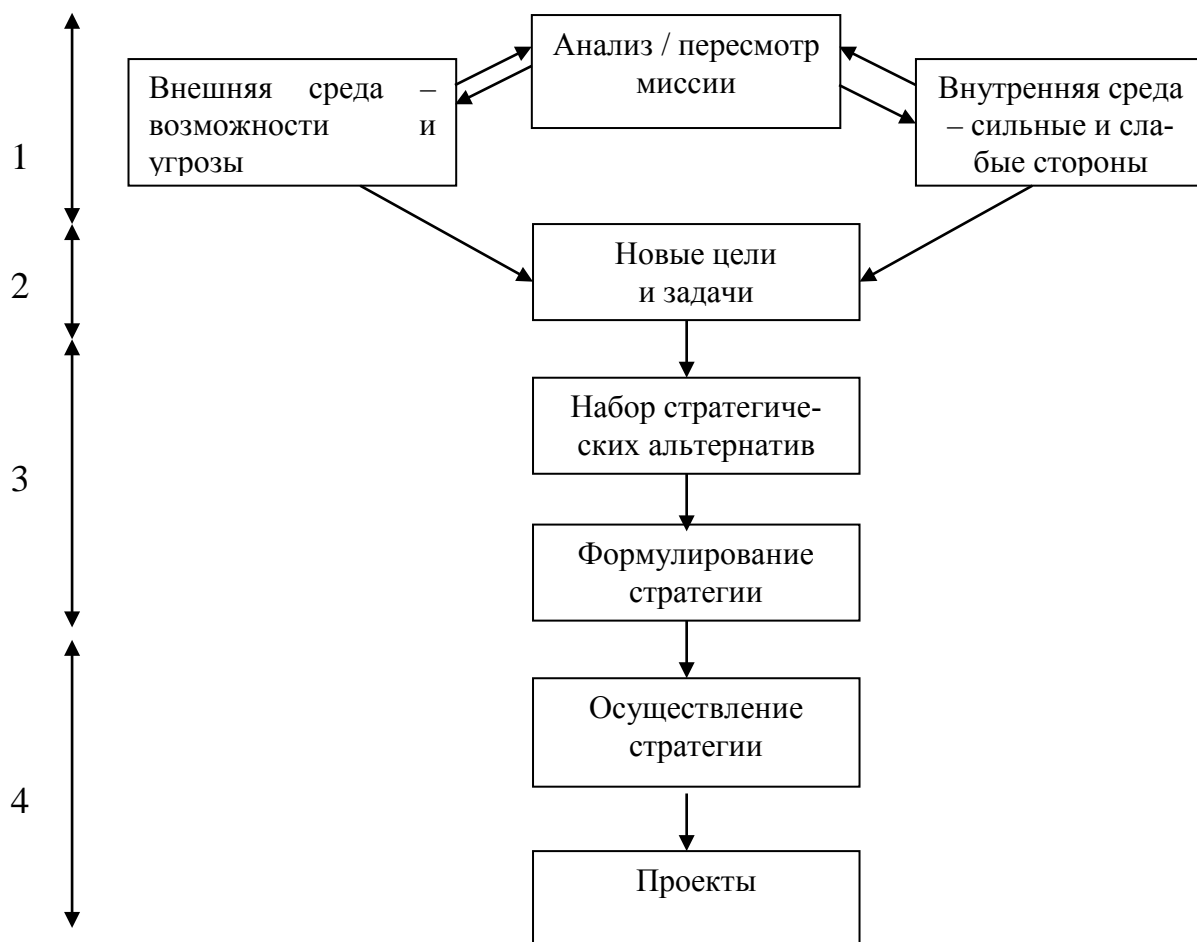 Анализ / пересмотр
миссии
Внешняя среда –
возможности и
угрозы
Внутренняя среда
– сильные и сла-
бые стороны
1
Новые цели
и задачи
2
Набор стратегиче-
ских альтернатив
3
Формулирование
стратегии
Осуществление
стратегии
4
Проекты